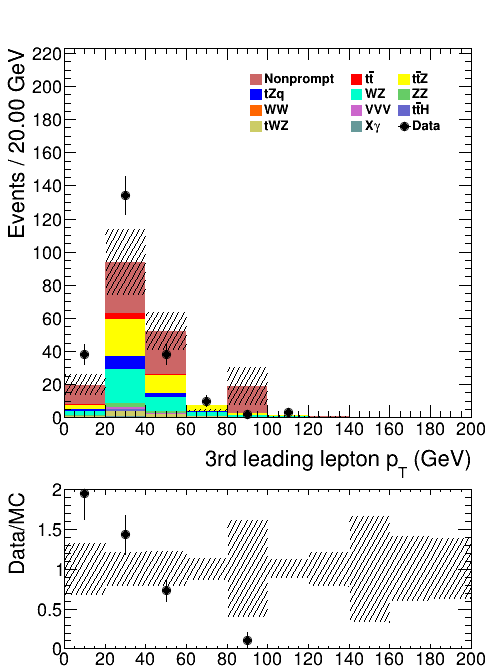 Events / 20.00 GeV
220
200
180
160
140
120
100
80
60
40
20
0
Nonprompt tt̄ tt̄Z
tZq WZ ZZ
WW VVV tt̄H
tWZ Xγ Data
0 20 40 60 80 100 120 140 160 180 200
3rd leading lepton p_T (GeV)
Data/MC
2
1.5
1
0.5
0
0 20 40 60 80 100 120 140 160 180 200